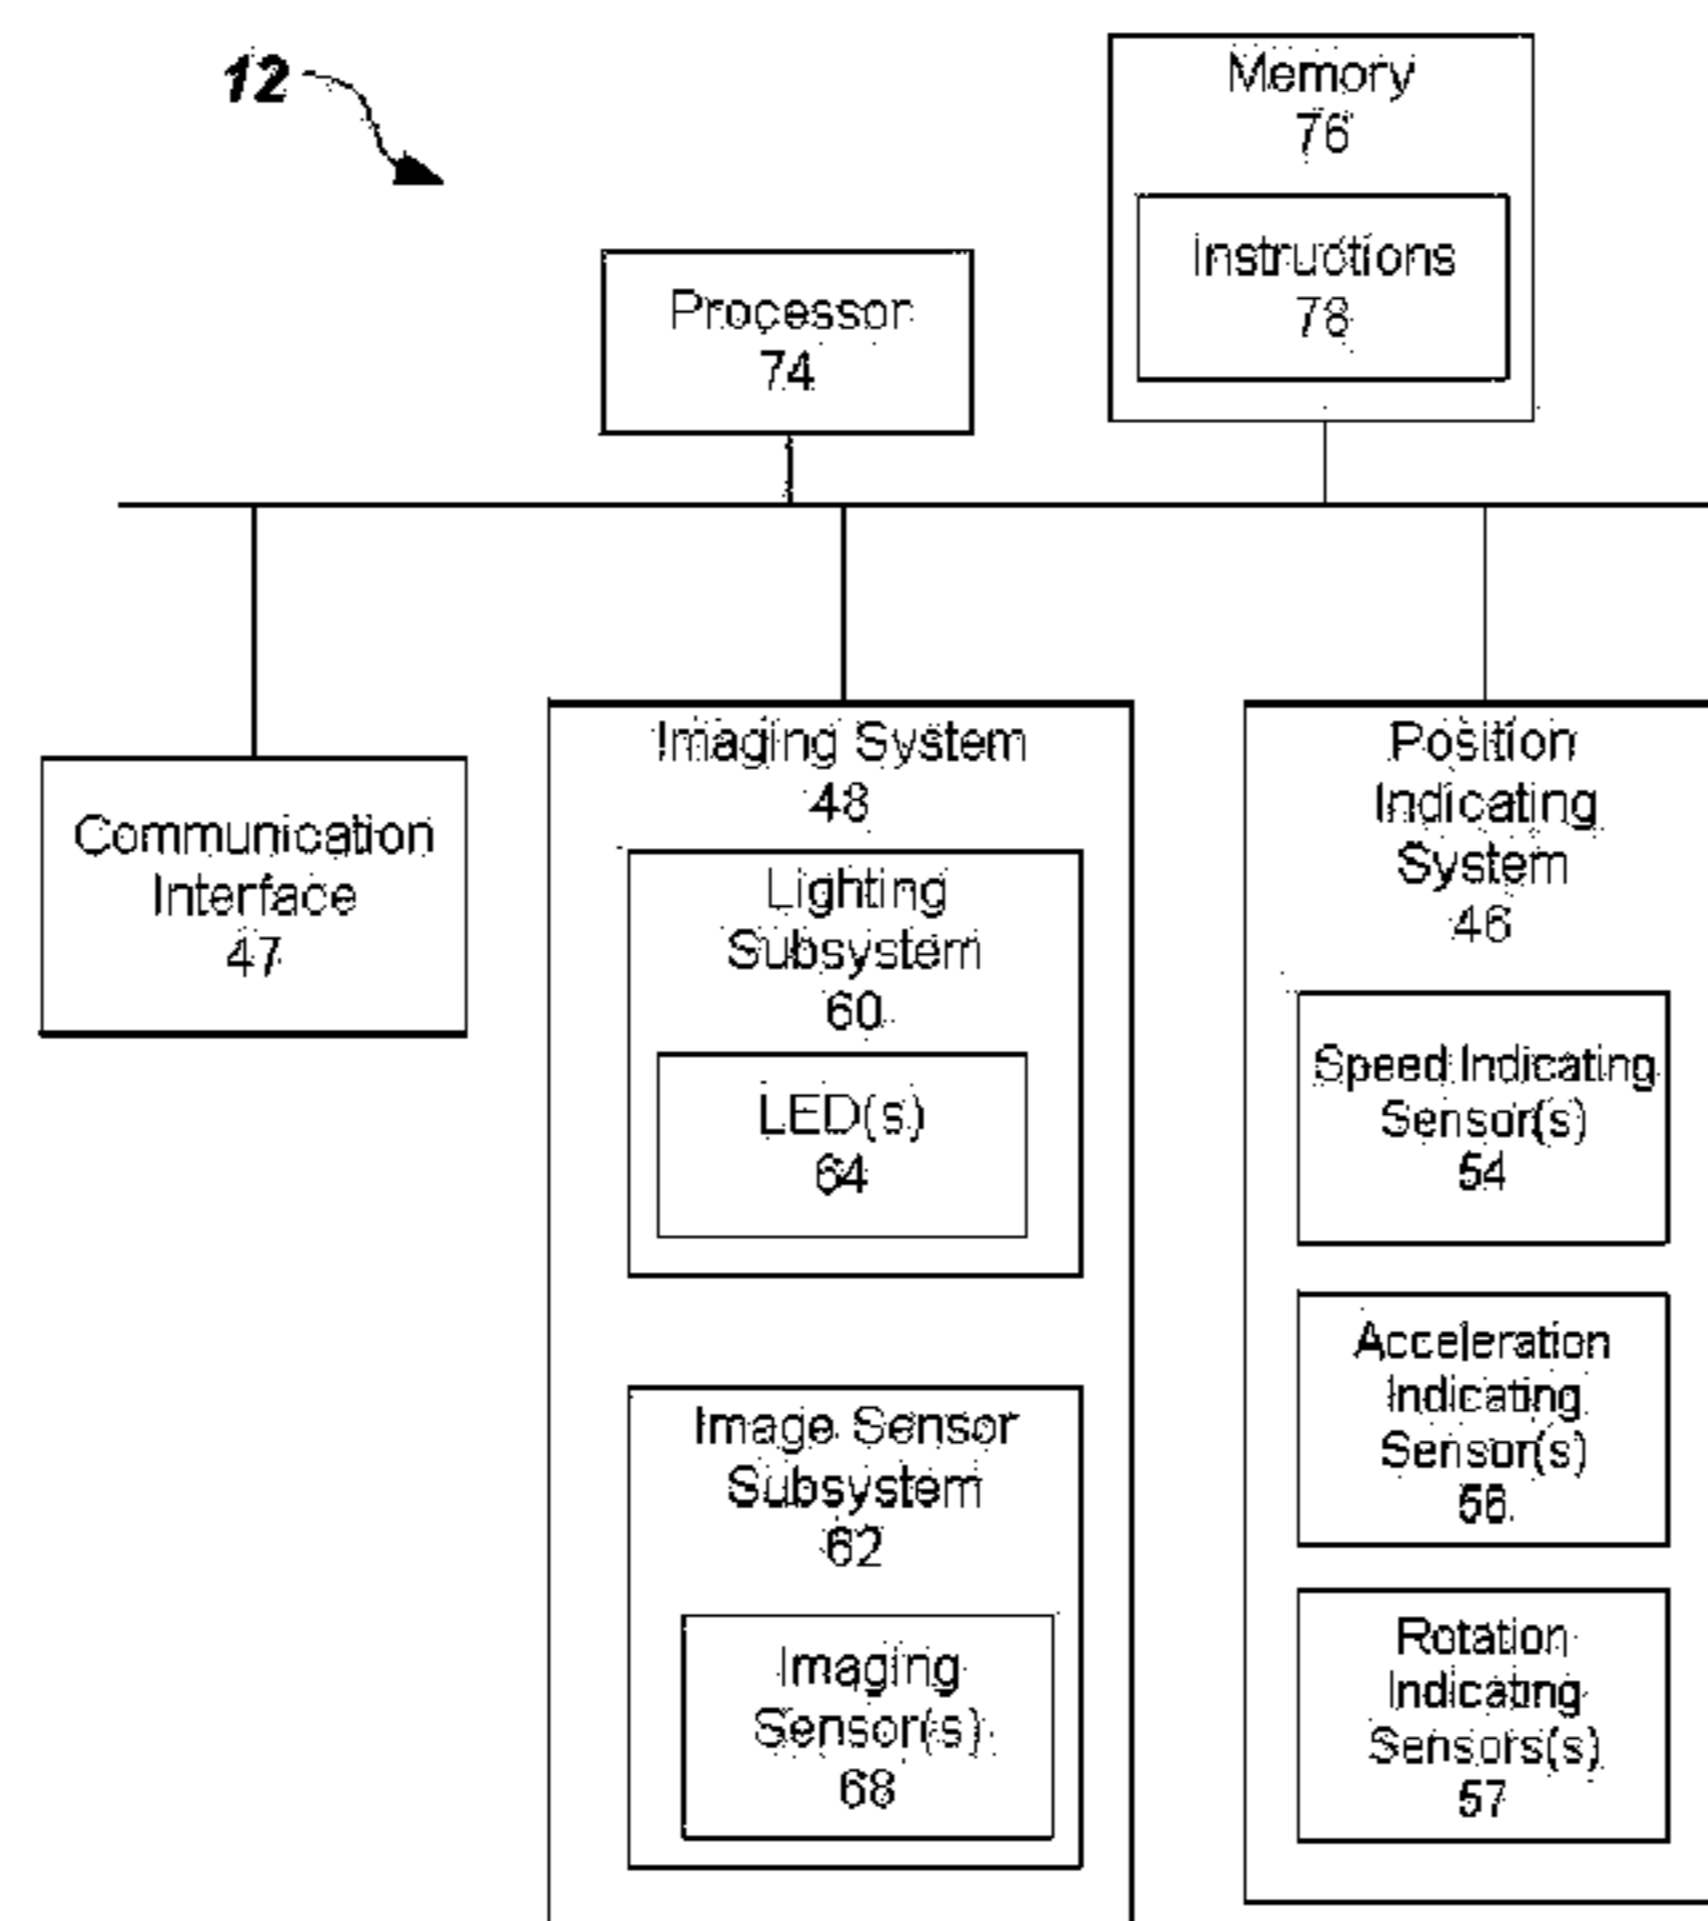 12
Memory
76
Instructions
78
Processor
74
Communication
Interface
47
Imaging System
48
Lighting
Subsystem
60
LED(s)
64
Image Sensor
Subsystem
62
Imaging
Sensor(s)
68
Position
Indicating
System
46
Speed Indicating
Sensor(s)
54
Acceleration
Indicating
Sensor(s)
56
Rotation
Indicating
Sensors(s)
57